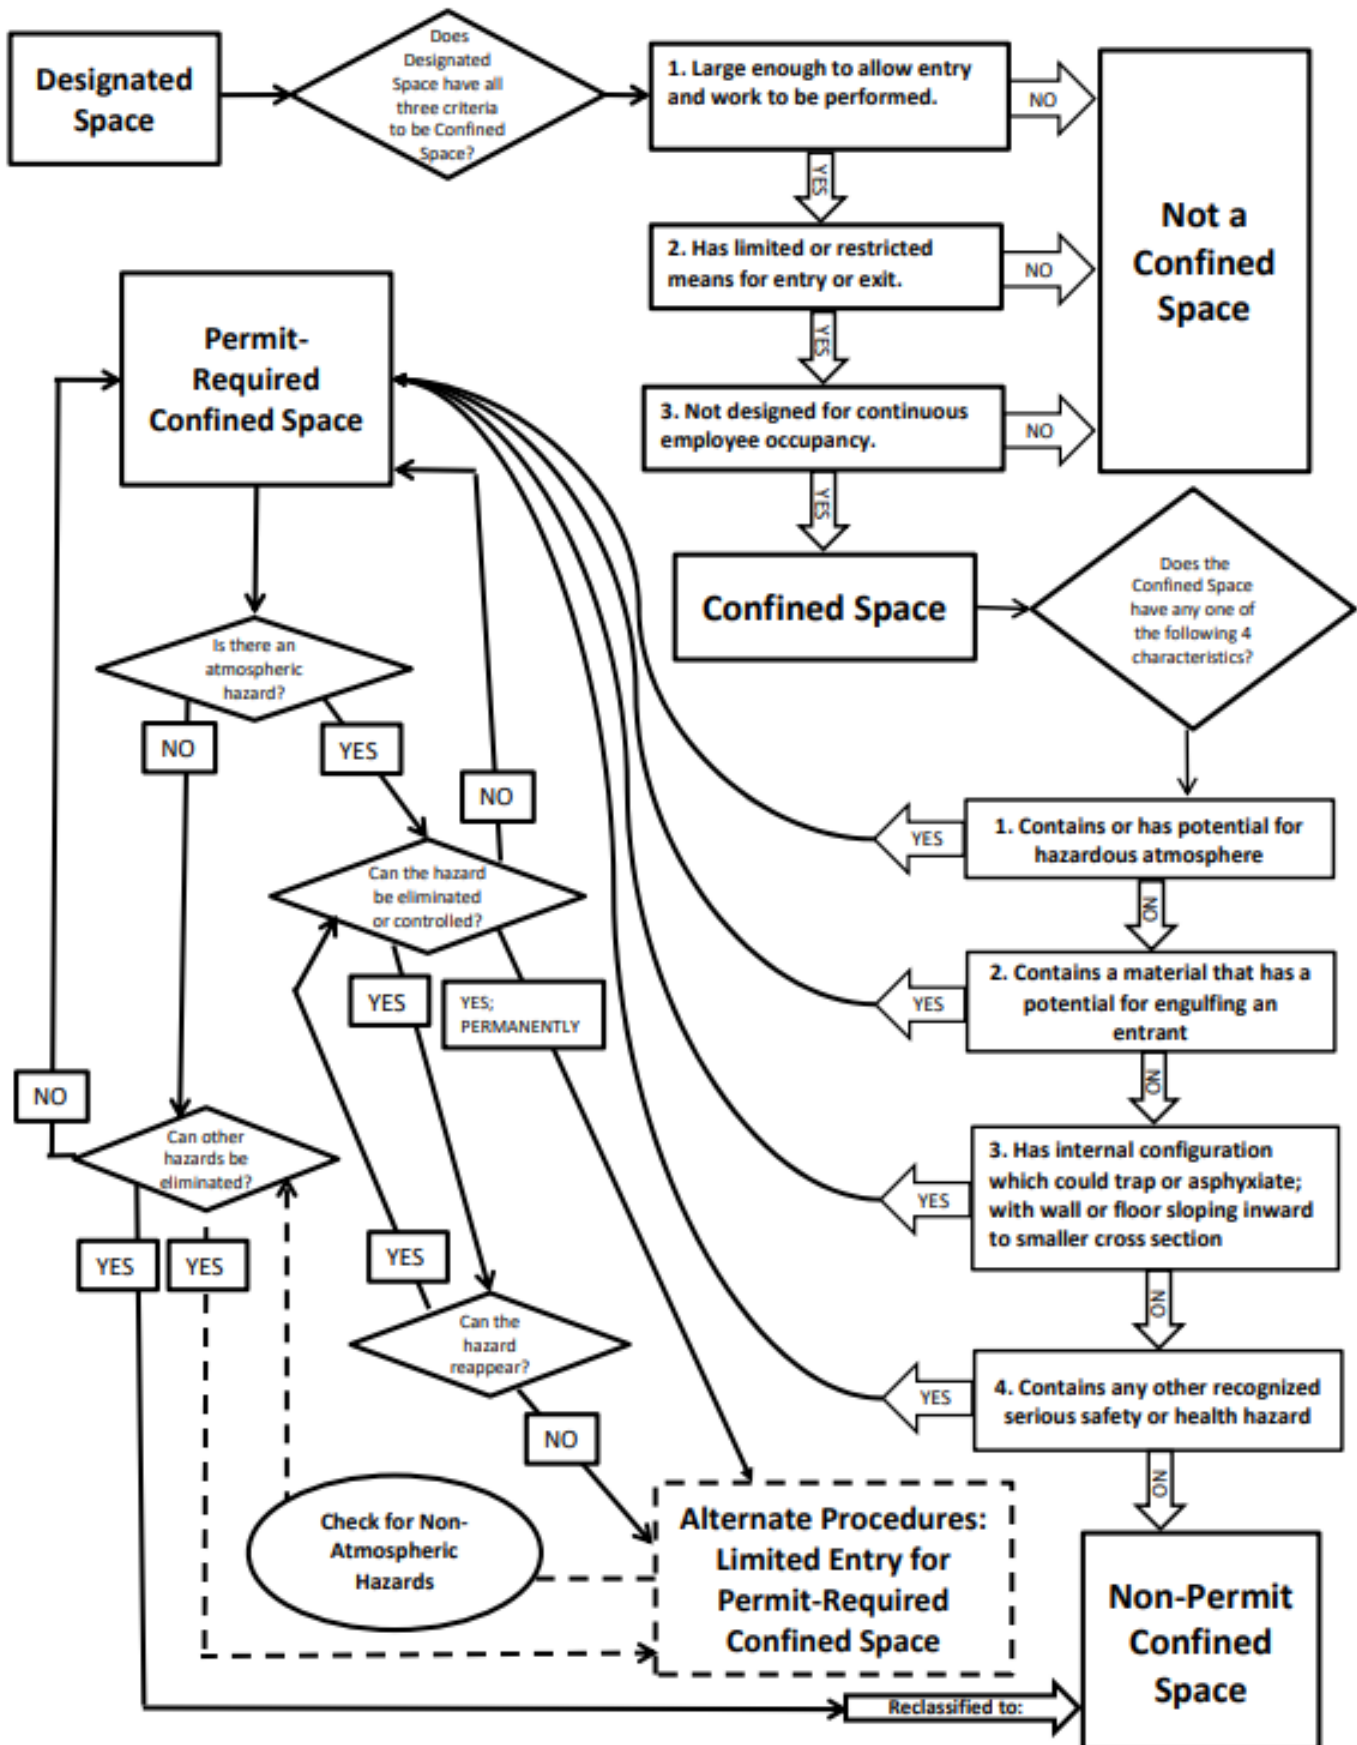 Designated
Space
Does
Designated
Space have all
three criteria
to be Confined
Space?
1. Large enough to allow entry
and work to be performed.
NO
YES
2. Has limited or restricted
means for entry or exit.
NO
YES
3. Not designed for continuous
employee occupancy.
NO
YES
Not a
Confined
Space
Confined Space
Does the
Confined Space
have any one of
the following 4
characteristics?
1. Contains or has potential for
hazardous atmosphere
YES
NO
2. Contains a material that has a
potential for engulfing an
entrant
YES
NO
3. Has internal configuration
which could trap or asphyxiate;
with wall or floor sloping inward
to smaller cross section
YES
NO
4. Contains any other recognized
serious safety or health hazard
YES
NO
Non-Permit
Confined
Space
Permit-
Required
Confined Space
Is there an
atmospheric
hazard?
NO
YES
NO
Can the hazard
be eliminated
or controlled?
YES
YES;
PERMANENTLY
NO
Can other
hazards be
eliminated?
YES
YES
YES
Can the
hazard
reappear?
NO
Check for Non-
Atmospheric
Hazards
Alternate Procedures:
Limited Entry for
Permit-Required
Confined Space
Reclassified to: